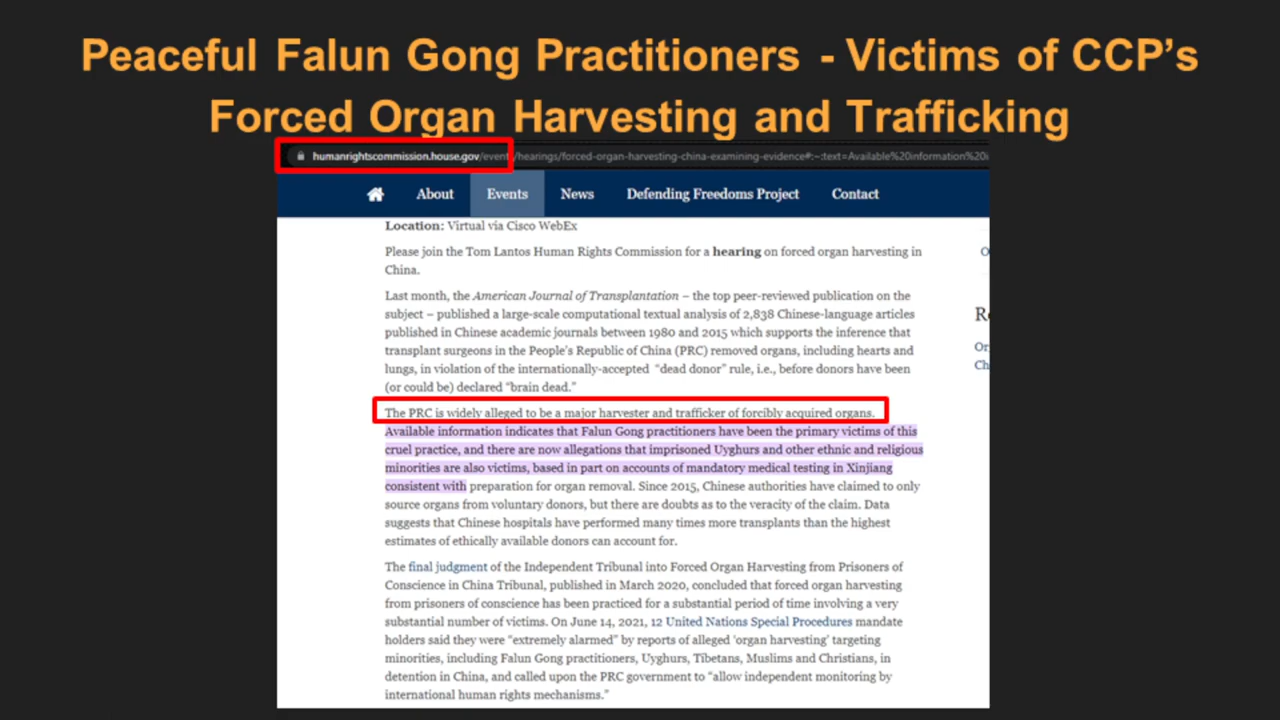 Peaceful Falun Gong Practitioners - Victims of CCP's
Forced Organ Harvesting and Trafficking
humanrightscommission.house.gov/event /hearings/forced-organ-harvesting-china-examining-evidence#:~:text=Available%20information%20i
About Events News Defending Freedoms Project Contact
Location: Virtual via Cisco WebEx
Please join the Tom Lantos Human Rights Commission for a hearing on forced organ harvesting in
China.
Last month, the American Journal of Transplantation – the top peer-reviewed publication on the
subject – published a large-scale computational textual analysis of 2,838 Chinese-language articles
published in Chinese academic journals between 1980 and 2015 which supports the inference that
transplant surgeons in the People's Republic of China (PRC) removed organs, including hearts and
lungs, in violation of the internationally-accepted "dead donor" rule, i.e., before donors have been
(or could be) declared "brain dead."
The PRC is widely alleged to be a major harvester and trafficker of forcibly acquired organs.
Available information indicates that Falun Gong practitioners have been the primary victims of this
cruel practice, and there are now allegations that imprisoned Uyghurs and other ethnic and religious
minorities are also victims, based in part on accounts of mandatory medical testing in Xinjiang
consistent with preparation for organ removal. Since 2015, Chinese authorities have claimed to only
source organs from voluntary donors, but there are doubts as to the veracity of the claim. Data
suggests that Chinese hospitals have performed many times more transplants than the highest
estimates of ethically available donors can account for.
The final judgment of the Independent Tribunal into Forced Organ Harvesting from Prisoners of
Conscience in China Tribunal, published in March 2020, concluded that forced organ harvesting
from prisoners of conscience has been practiced for a substantial period of time involving a very
substantial number of victims. On June 14, 2021, 12 United Nations Special Procedures mandate
holders said they were "extremely alarmed" by reports of alleged 'organ harvesting' targeting
minorities, including Falun Gong practitioners, Uyghurs, Tibetans, Muslims and Christians, in
detention in China, and called upon the PRC government to "allow independent monitoring by
international human rights mechanisms."
O
R
Or
Ch